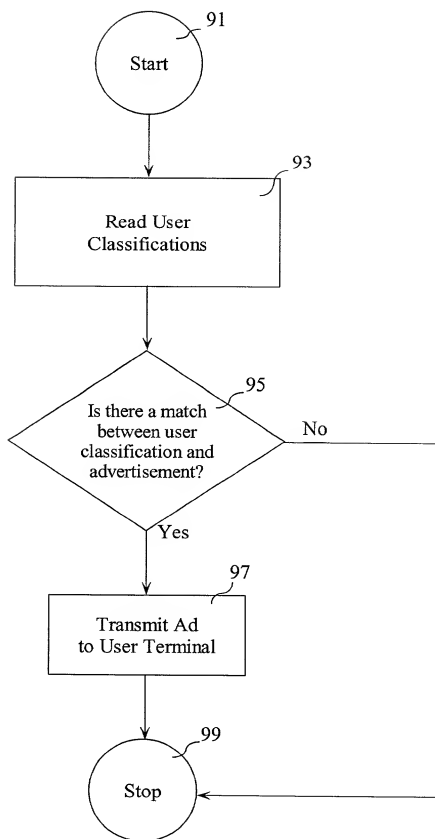 91
Start
93
Read User
Classifications
95
Is there a match
between user
classification and
advertisement?
No
Yes
97
Transmit Ad
to User Terminal
99
Stop